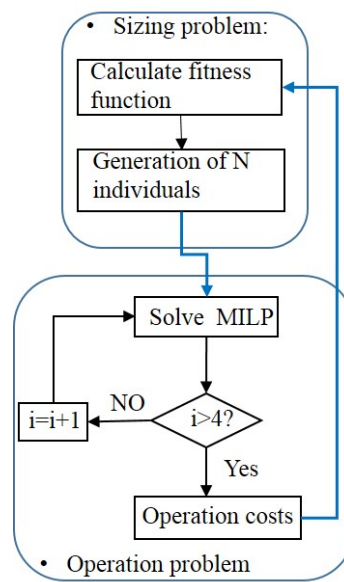 • Sizing problem:
Calculate fitness
function
Generation of N
individuals
Solve MILP
i>4?
NO
i=i+1
Yes
Operation costs
• Operation problem